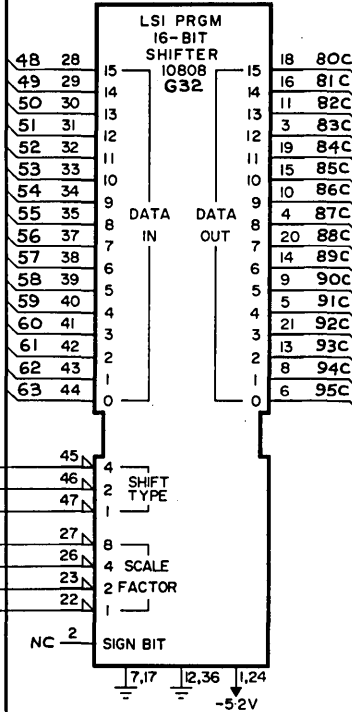 LSI PRGM
16-BIT
SHIFTER
10808
G32
48 28 15 15 18 80C
49 29 14 14 16 81C
50 30 13 13 11 82C
51 31 12 12 3 83C
52 32 11 11 19 84C
53 33 10 10 15 85C
54 34 9 9 10 86C
55 35 8 DATA DATA 8 4 87C
56 37 7 IN OUT 7 20 88C
57 38 6 6 14 89C
58 39 5 5 9 90C
59 40 4 4 5 91C
60 41 3 3 21 92C
61 42 2 2 13 93C
62 43 1 1 8 94C
63 44 0 0 6 95C
45 4
46 2 SHIFT
47 1 TYPE
27 8
26 4 SCALE
23 2 FACTOR
22 1
NC 2 SIGN BIT
7,17 12,36 1,24
-5.2V